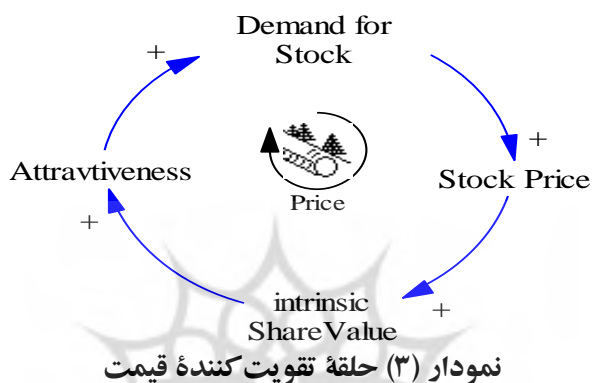 Demand for
Stock
+
+
Attravtiveness
Stock Price
Price
+
+
intrinsic
ShareValue
نمودار (۳) حلقهٔ تقویت‌کنندهٔ قیمت